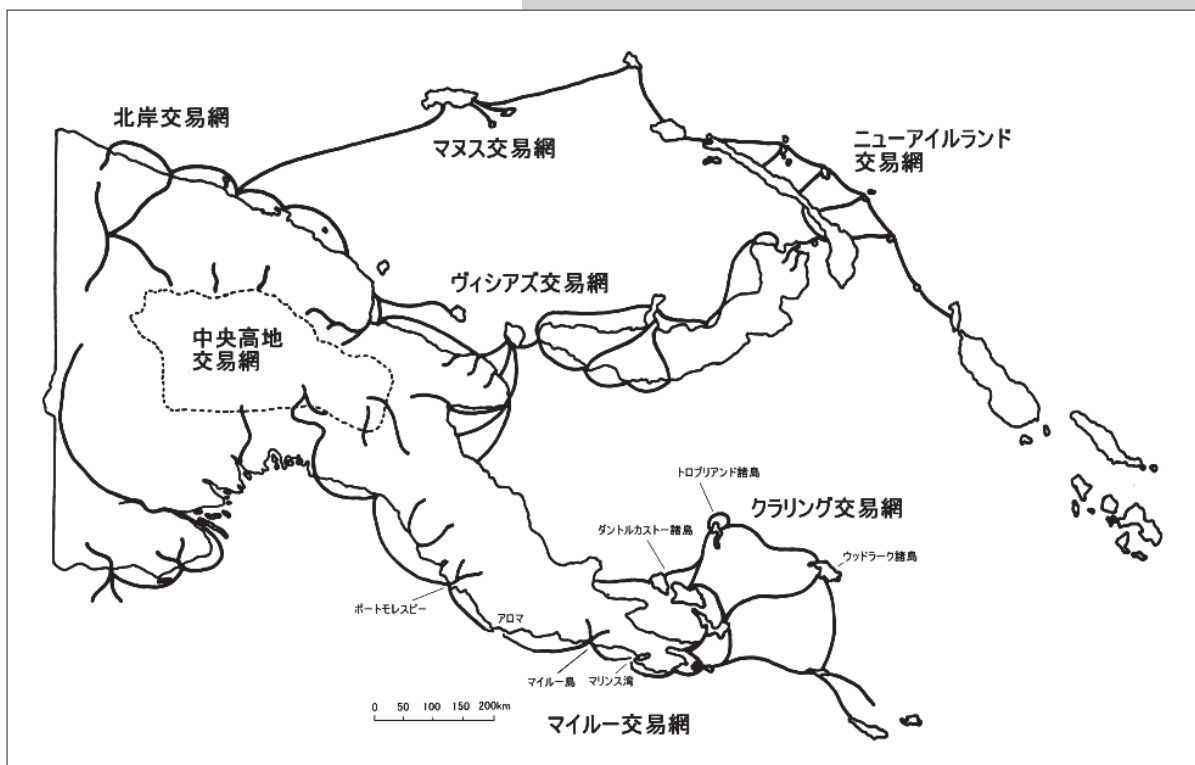 北岸交易網
マヌス交易網
ニューアイルランド
交易網
ヴィシアズ交易網
中央高地
交易網
トロブリアンド諸島
クラリング交易網
ダントルカストー諸島
ウッドラーク諸島
ポートモレスビー
アロマ
マイルー島
マリンス湾
0 50 100 150 200km
マイルー交易網